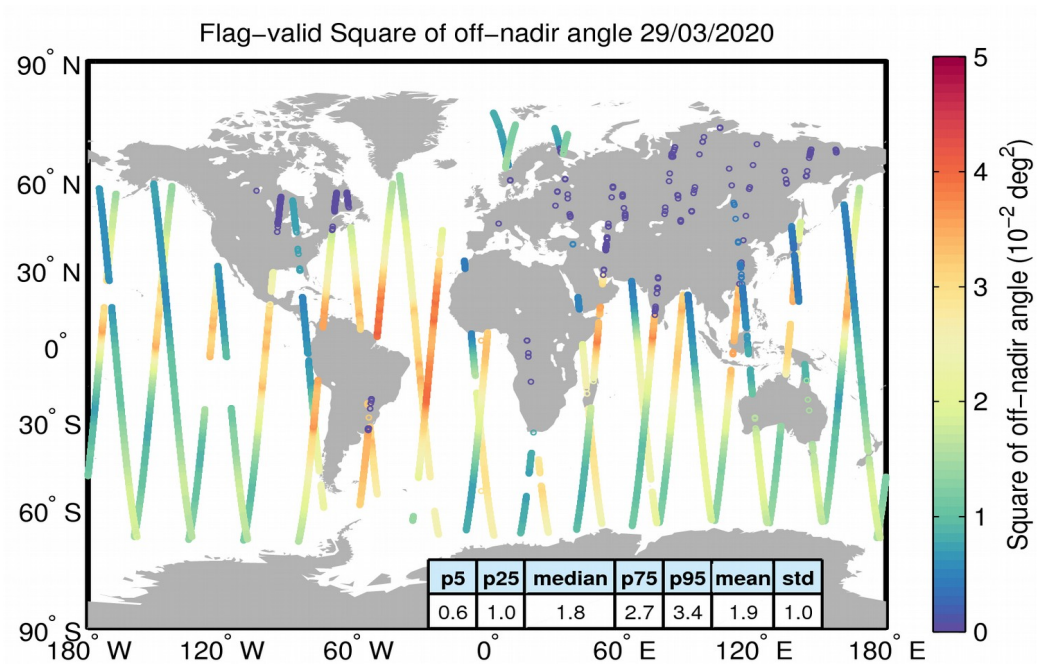 Flag−valid Square of off−nadir angle 29/03/2020
90° N
60° N
30° N
0°
30° S
60° S
90° S
180° W
120° W
60° W
0°
60° E
120° E
180° E
p5 p25 median p75 p95 mean std
0.6 1.0 1.8 2.7 3.4 1.9 1.0
5
4
3
2
1
0
Square of off−nadir angle (10⁻² deg²)